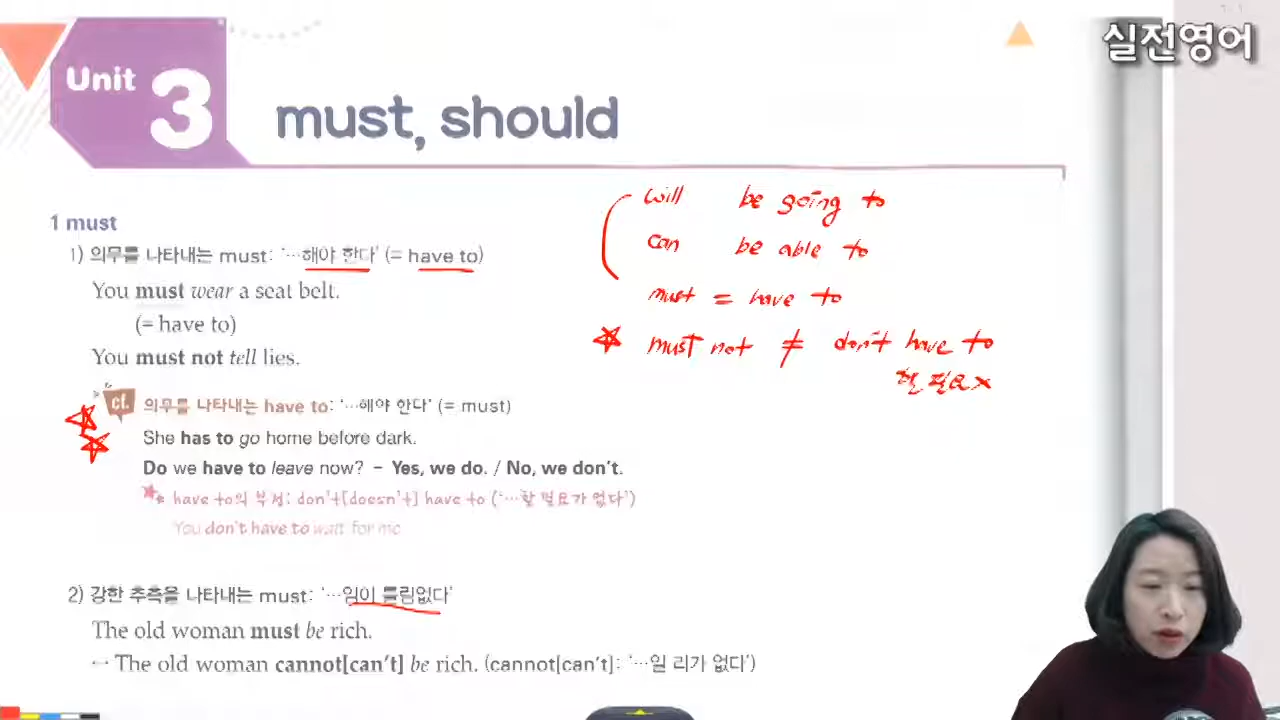 실전영어
Unit 3
must, should
will be going to
can be able to
must = have to
must not ≠ don't have to
할 필요 x
1 must
1) 의무를 나타내는 must: '…해야 한다' (= have to)
You must wear a seat belt.
(= have to)
You must not tell lies.
cf. 의무를 나타내는 have to: '…해야 한다' (= must)
She has to go home before dark.
Do we have to leave now? – Yes, we do. / No, we don't.
have to의 부정: don't[doesn't] have to ('…할 필요가 없다')
You don't have to wait for me
2) 강한 추측을 나타내는 must: '…임이 틀림없다'
The old woman must be rich.
↔ The old woman cannot[can't] be rich. (cannot[can't]: '…일 리가 없다')